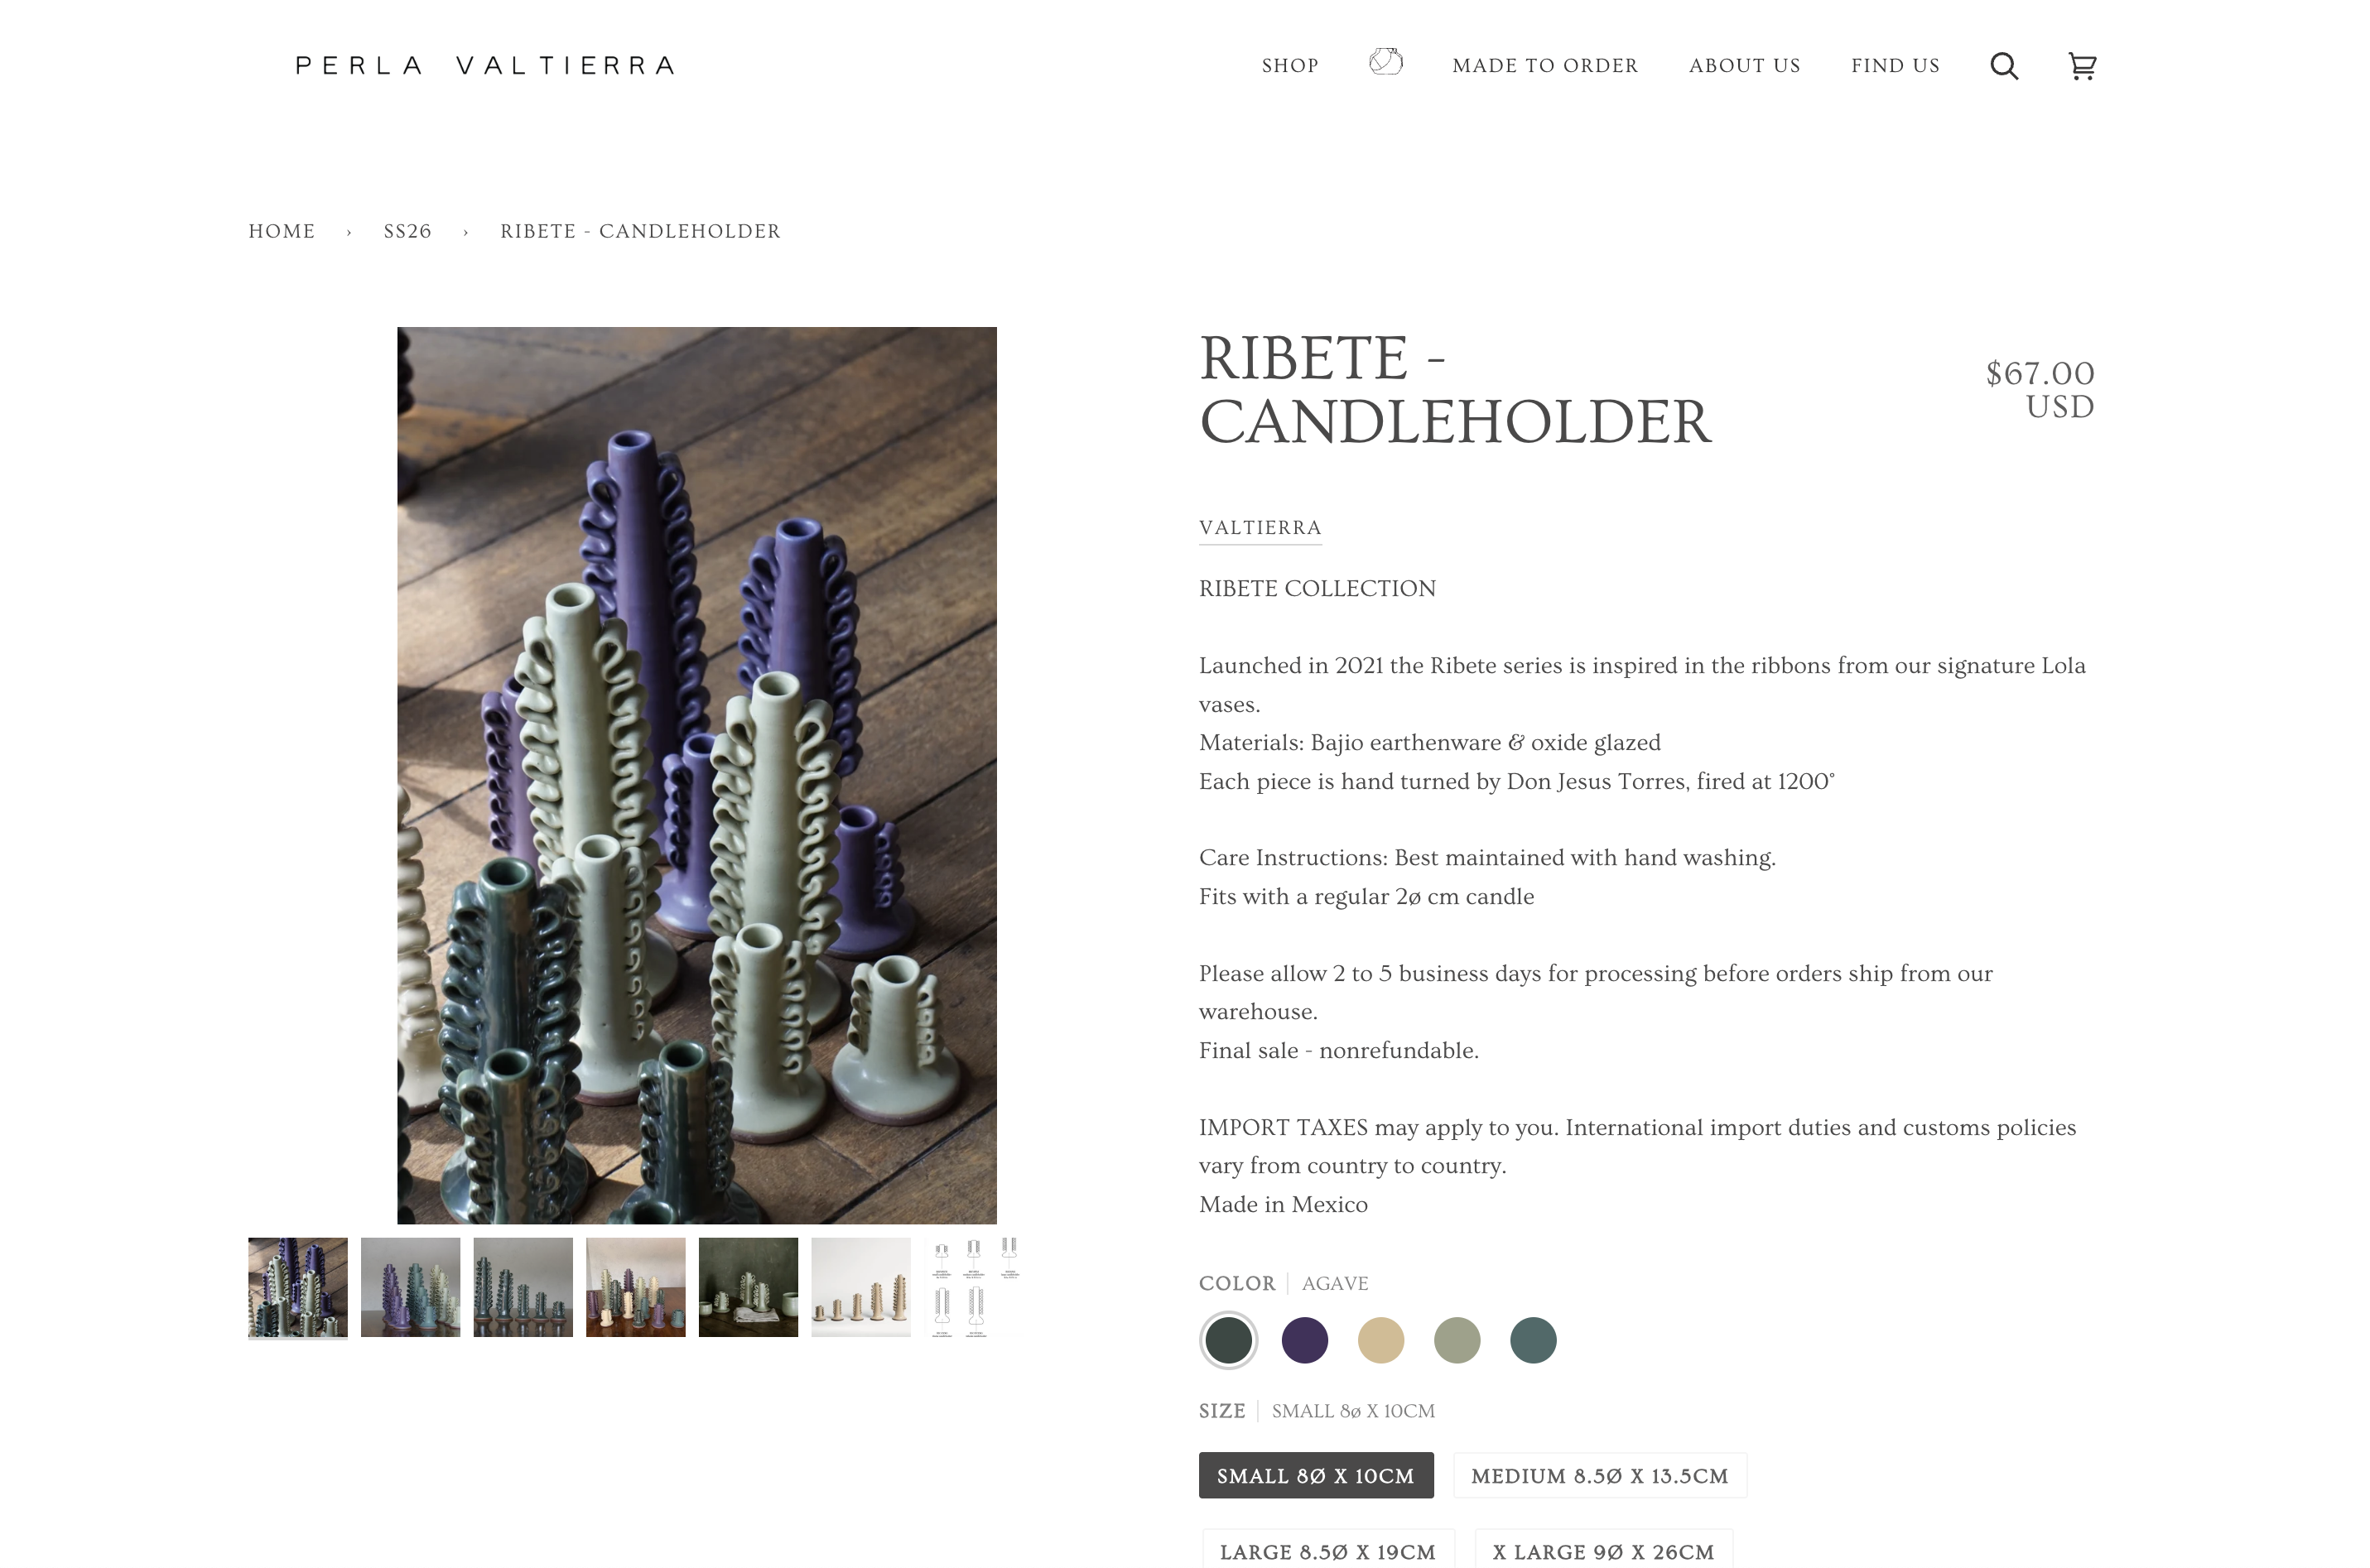 PERLA VALTIERRA
SHOP
MADE TO ORDER
ABOUT US
FIND US
HOME › SS26 › RIBETE - CANDLEHOLDER
RIBETE -
CANDLEHOLDER
$67.00
USD
VALTIERRA
RIBETE COLLECTION
Launched in 2021 the Ribete series is inspired in the ribbons from our signature Lola
vases.
Materials: Bajio earthenware & oxide glazed
Each piece is hand turned by Don Jesus Torres, fired at 1200°
Care Instructions: Best maintained with hand washing.
Fits with a regular 2ø cm candle
Please allow 2 to 5 business days for processing before orders ship from our
warehouse.
Final sale - nonrefundable.
IMPORT TAXES may apply to you. International import duties and customs policies
vary from country to country.
Made in Mexico
COLOR AGAVE
SIZE SMALL 8ø X 10CM
SMALL 8Ø X 10CM
MEDIUM 8.5Ø X 13.5CM
LARGE 8.5Ø X 19CM
X LARGE 9Ø X 26CM